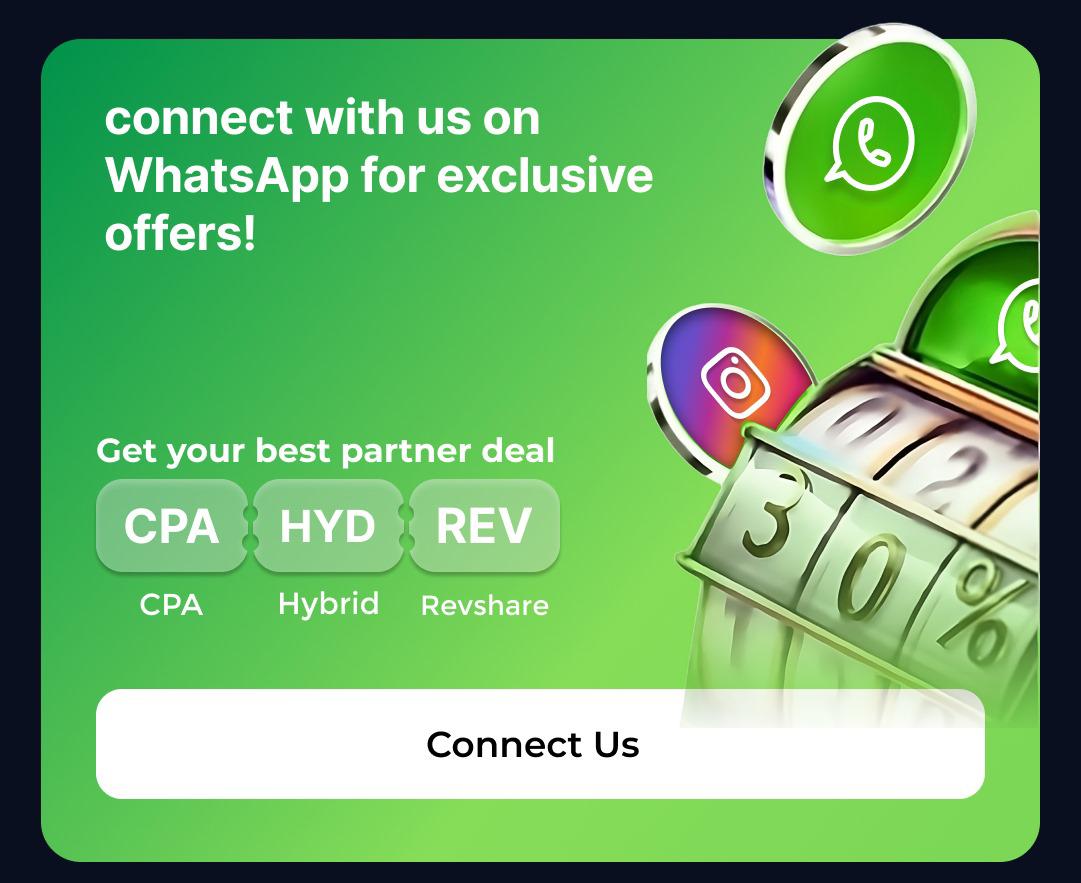 connect with us on
WhatsApp for exclusive
offers!
Get your best partner deal
CPA HYD REV
CPA Hybrid Revshare
30%
Connect Us